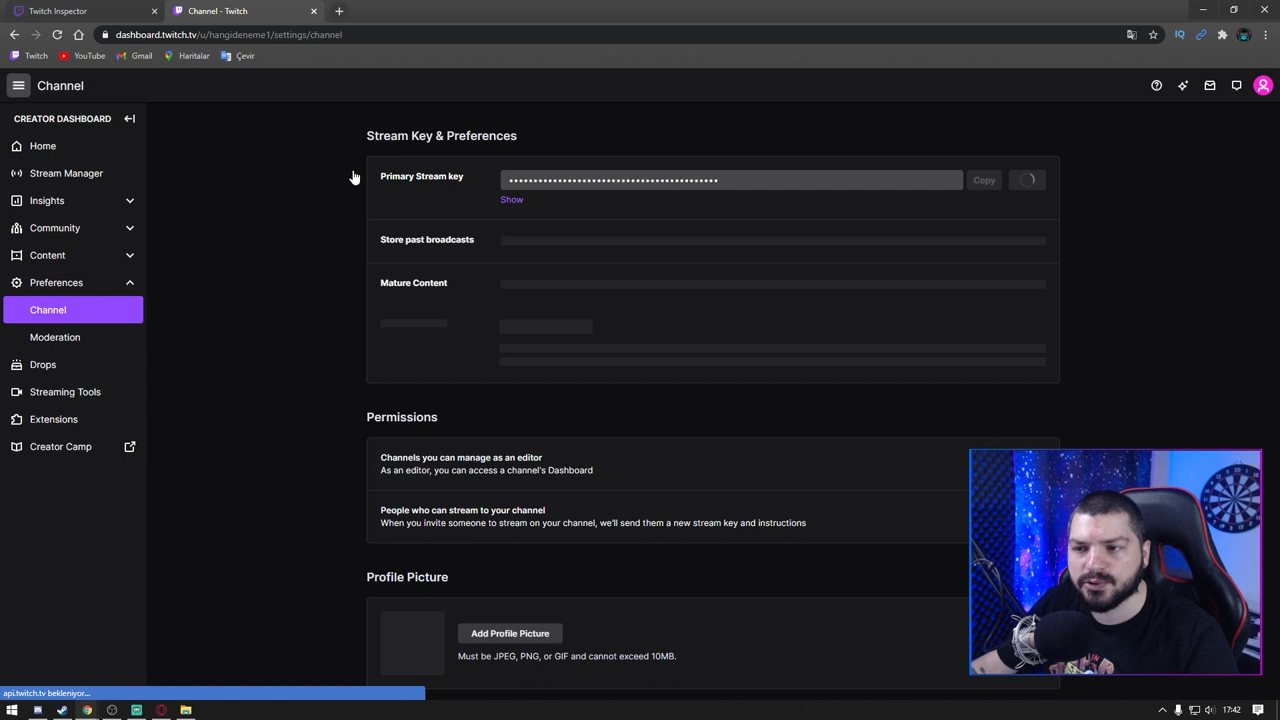 Twitch Inspector
Channel - Twitch
dashboard.twitch.tv/u/hangideneme1/settings/channel
Twitch
YouTube
Gmail
Haritalar
Çevir
Channel
CREATOR DASHBOARD
Home
Stream Manager
Insights
Community
Content
Preferences
Channel
Moderation
Drops
Streaming Tools
Extensions
Creator Camp
Stream Key & Preferences
Primary Stream key
Copy
Show
Store past broadcasts
Mature Content
Permissions
Channels you can manage as an editor
As an editor, you can access a channel's Dashboard
People who can stream to your channel
When you invite someone to stream on your channel, we'll send them a new stream key and instructions
Profile Picture
Add Profile Picture
Must be JPEG, PNG, or GIF and cannot exceed 10MB.
api.twitch.tv bekleniyor...
17:42